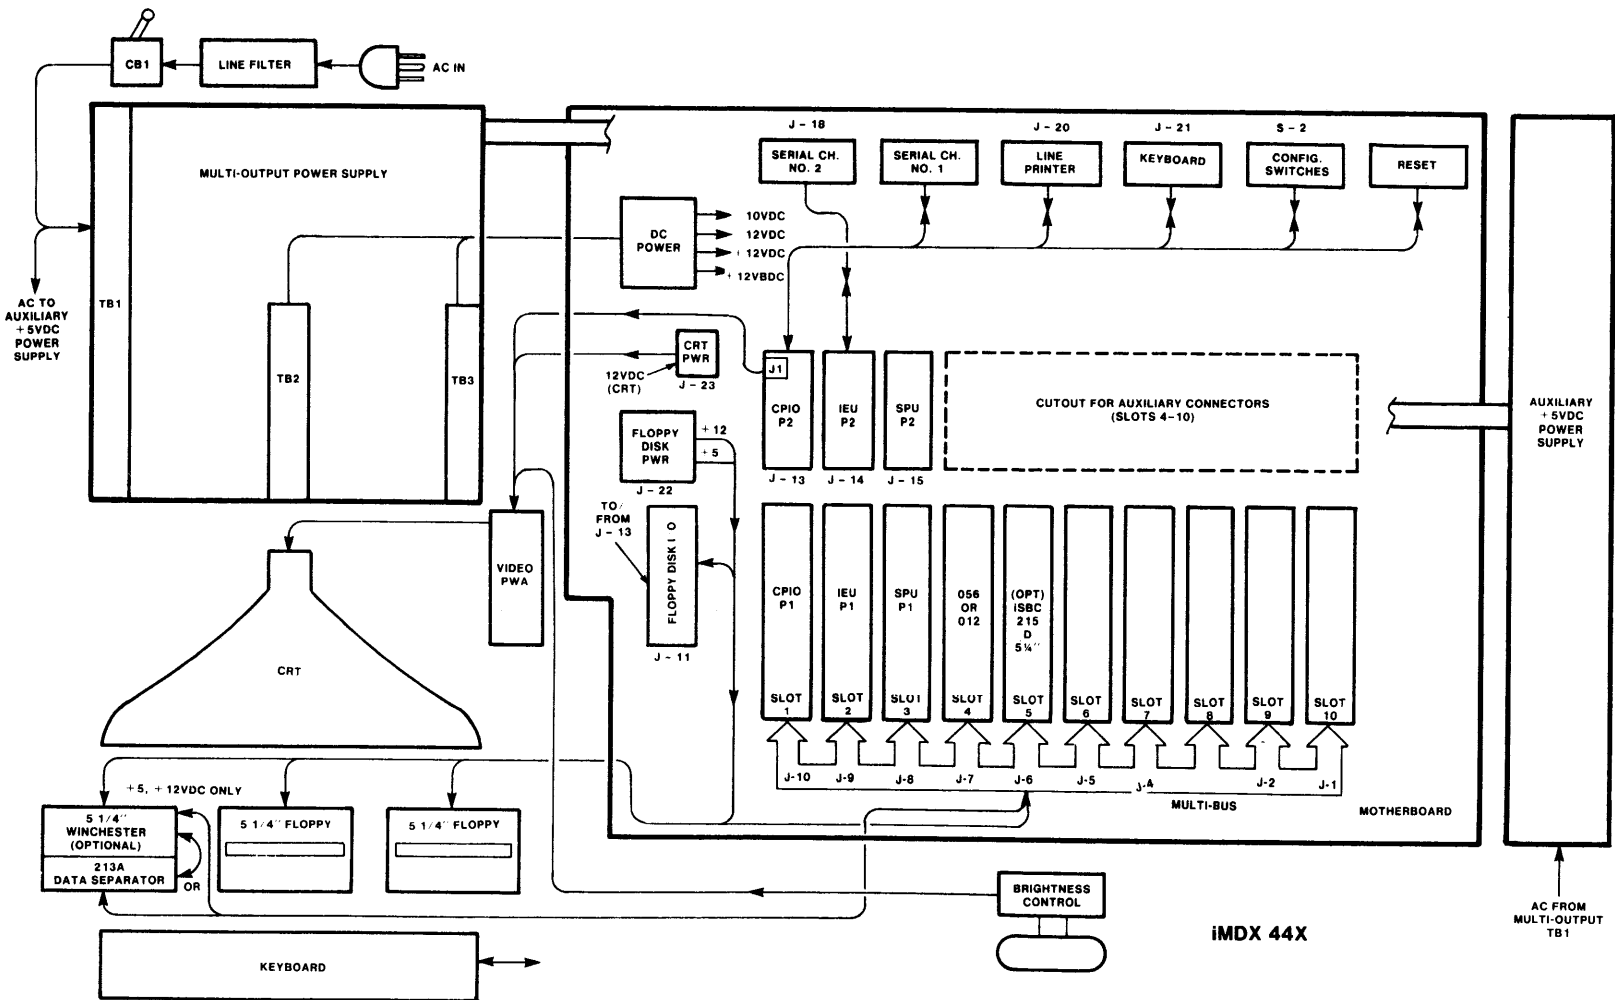 CB1
LINE FILTER
AC IN
MULTI-OUTPUT POWER SUPPLY
TB1
TB2
TB3
AC TO
AUXILIARY
+5VDC
POWER
SUPPLY
DC
POWER
10VDC
12VDC
+ 12VDC
+ 12VBDC
J-18
SERIAL CH.
NO. 2
SERIAL CH.
NO. 1
J-20
LINE
PRINTER
J-21
KEYBOARD
S-2
CONFIG.
SWITCHES
RESET
CRT
PWR
12VDC
(CRT)
J-23
J1
CPIO
P2
J-13
IEU
P2
J-14
SPU
P2
J-15
CUTOUT FOR AUXILIARY CONNECTORS
(SLOTS 4-10)
AUXILIARY
+5VDC
POWER
SUPPLY
FLOPPY
DISK
PWR
+12
+5
J-22
TO/
FROM
J-13
FLOPPY DISK I O
J-11
VIDEO
PWA
CRT
CPIO
P1
SLOT
1
IEU
P1
SLOT
2
SPU
P1
SLOT
3
056
OR
012
SLOT
4
(OPT)
iSBC
215
D
5¼"
SLOT
5
SLOT
6
SLOT
7
SLOT
8
SLOT
9
SLOT
10
J-10
J-9
J-8
J-7
J-6
J-5
J-4
J-2
J-1
MULTI-BUS
MOTHERBOARD
+5, +12VDC ONLY
5 1/4"
WINCHESTER
(OPTIONAL)
213A
DATA SEPARATOR
OR
5 1/4" FLOPPY
5 1/4" FLOPPY
BRIGHTNESS
CONTROL
iMDX 44X
AC FROM
MULTI-OUTPUT
TB1
KEYBOARD